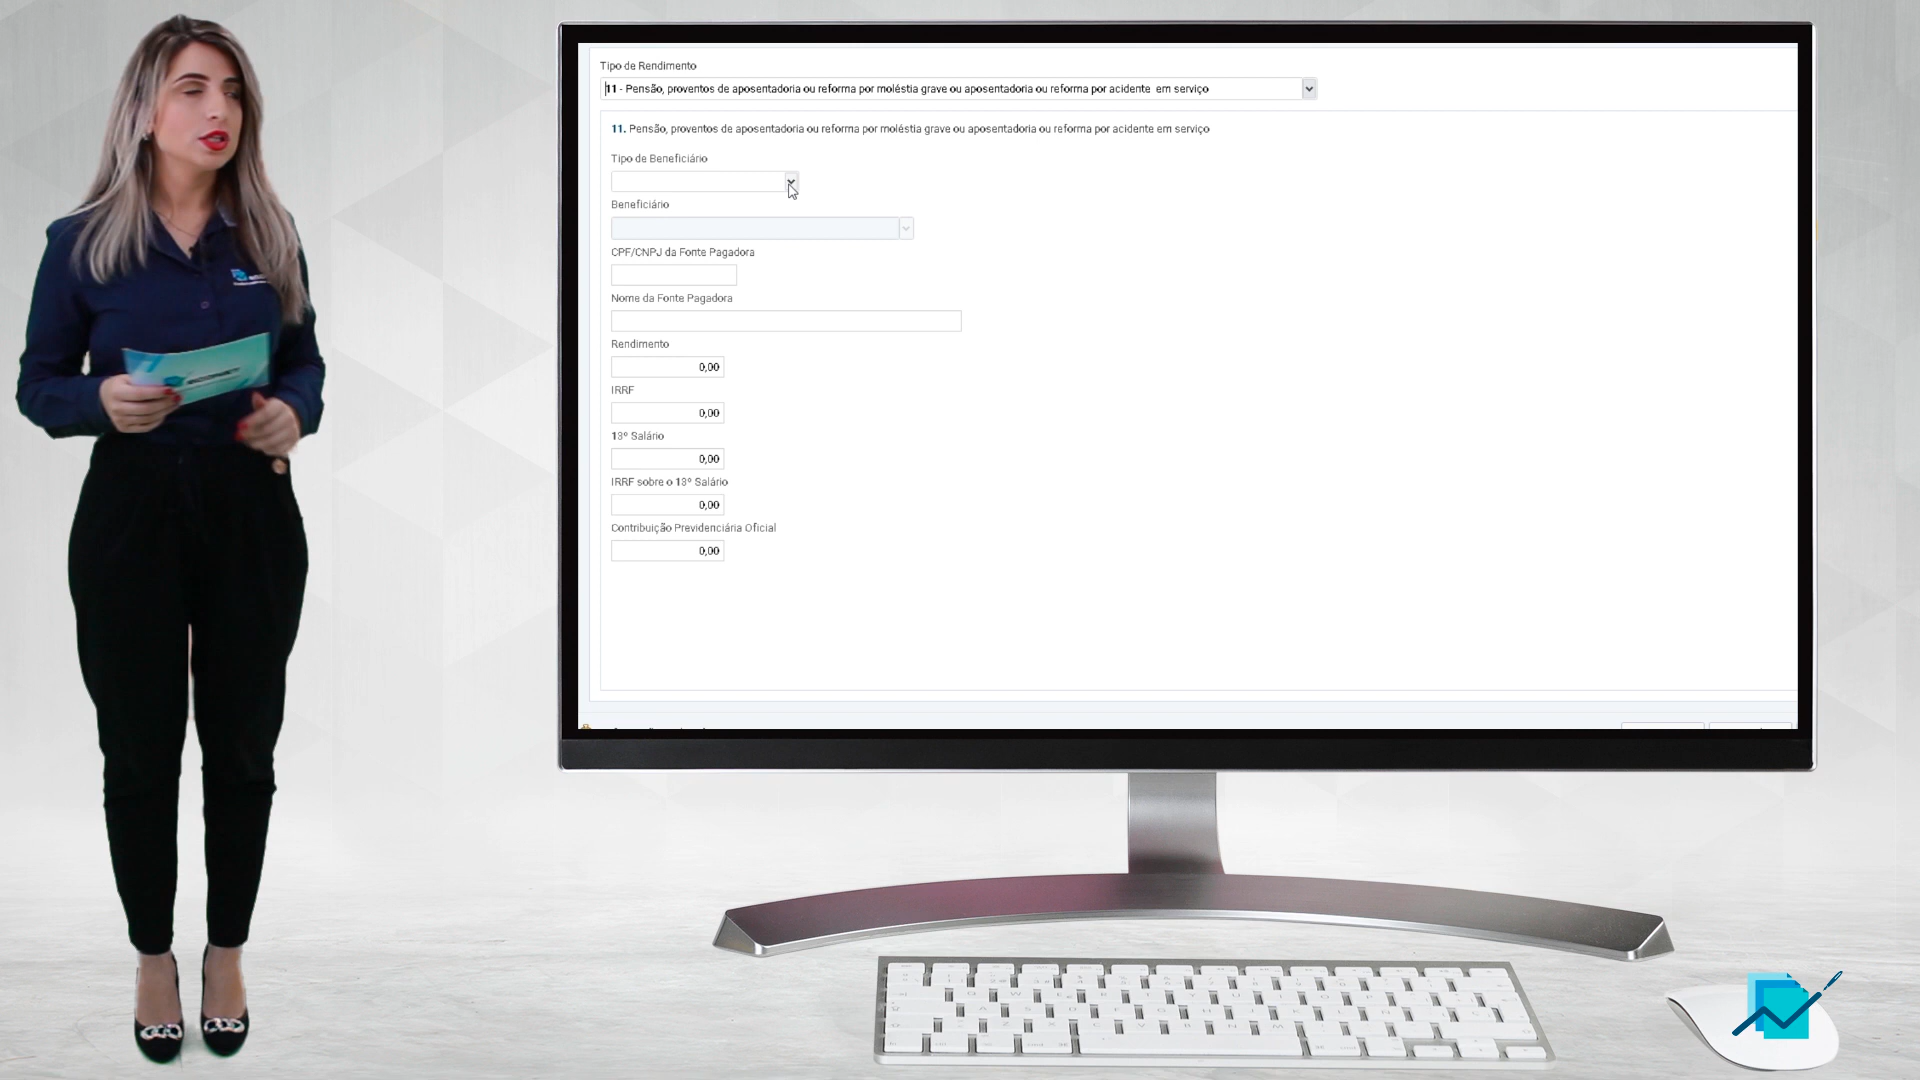 Tipo de Rendimento
11 - Pensão, proventos de aposentadoria ou reforma por moléstia grave ou aposentadoria ou reforma por acidente em serviço
11. Pensão, proventos de aposentadoria ou reforma por moléstia grave ou aposentadoria ou reforma por acidente em serviço
Tipo de Beneficiário
Beneficiário
CPF/CNPJ da Fonte Pagadora
Nome da Fonte Pagadora
Rendimento
0,00
IRRF
0,00
13º Salário
0,00
IRRF sobre o 13º Salário
0,00
Contribuição Previdenciária Oficial
0,00
ECONET